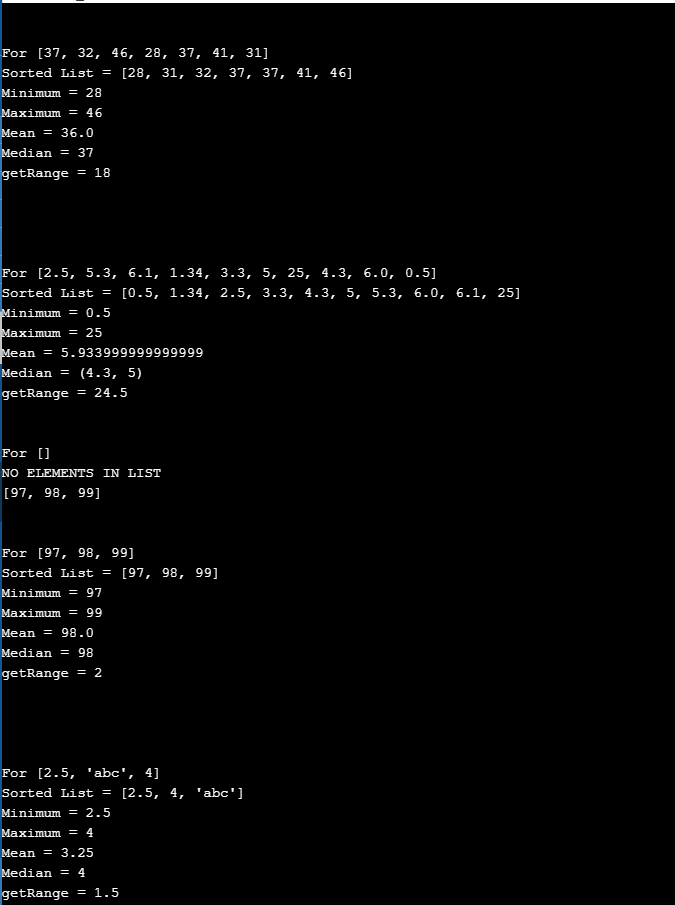 For [37, 32, 46, 28, 37, 41, 31]
Sorted List = [28, 31, 32, 37, 37, 41, 46]
Minimum = 28
Maximum = 46
Mean = 36.0
Median = 37
getRange = 18
For [2.5, 5.3, 6.1, 1.34, 3.3, 5, 25, 4.3, 6.0, 0.5]
Sorted List = [0.5, 1.34, 2.5, 3.3, 4.3, 5, 5.3, 6.0, 6.1, 25]
Minimum = 0.5
Maximum = 25
Mean = 5.933999999999999
Median = (4.3, 5)
getRange = 24.5
For []
NO ELEMENTS IN LIST
[97, 98, 99]
For [97, 98, 99]
Sorted List = [97, 98, 99]
Minimum = 97
Maximum = 99
Mean = 98.0
Median = 98
getRange = 2
For [2.5, 'abc', 4]
Sorted List = [2.5, 4, 'abc']
Minimum = 2.5
Maximum = 4
Mean = 3.25
Median = 4
getRange = 1.5